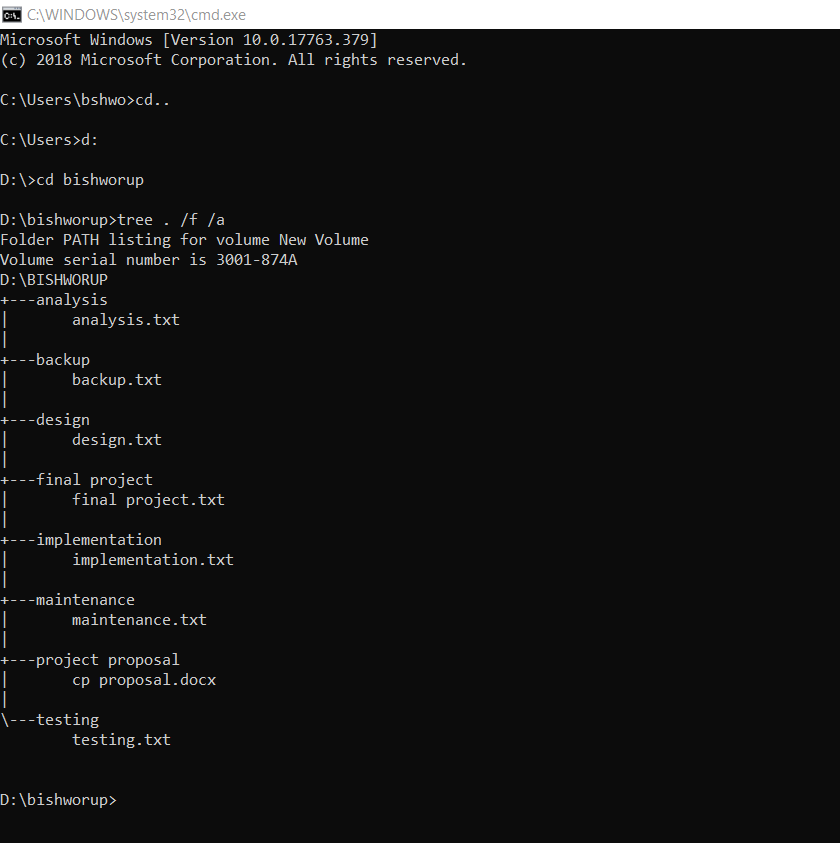 C:\WINDOWS\system32\cmd.exe
Microsoft Windows [Version 10.0.17763.379]
(c) 2018 Microsoft Corporation. All rights reserved.
C:\Users\bshwo>cd..
C:\Users>d:
D:\>cd bishworup
D:\bishworup>tree . /f /a
Folder PATH listing for volume New Volume
Volume serial number is 3001-874A
D:\BISHWORUP
+---analysis
|       analysis.txt
|
+---backup
|       backup.txt
|
+---design
|       design.txt
|
+---final project
|       final project.txt
|
+---implementation
|       implementation.txt
|
+---maintenance
|       maintenance.txt
|
+---project proposal
|       cp proposal.docx
|
\---testing
        testing.txt
D:\bishworup>